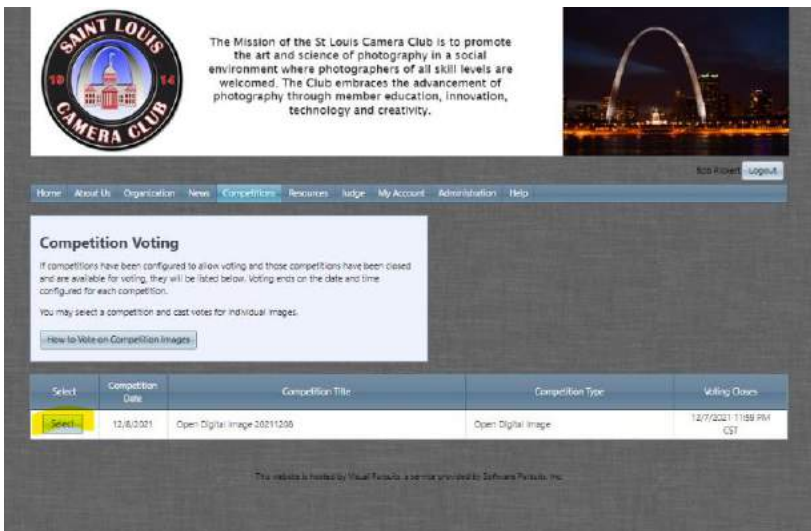 SAINT LOUIS
19 14
CAMERA CLUB
The Mission of the St Louis Camera Club is to promote
the art and science of photography in a social
environment where photographers of all skill levels are
welcomed. The Club embraces the advancement of
photography through member education, innovation,
technology and creativity.
Bob Rickert Logout
Home About Us Organization News Competitions Resources Judge My Account Administration Help
Competition Voting
If competitions have been configured to allow voting and those competitions have been closed
and are available for voting, they will be listed below. Voting ends on the date and time
configured for each competition.
You may select a competition and cast votes for individual images.
How to Vote on Competition Images
Select Competition Date Competition Title Competition Type Voting Closes
Select 12/8/2021 Open Digital Image 20211208 Open Digital Image 12/7/2021 11:59 PM CST
This website is hosted by Visual Pursuits, a service provided by Software Pursuits, Inc.